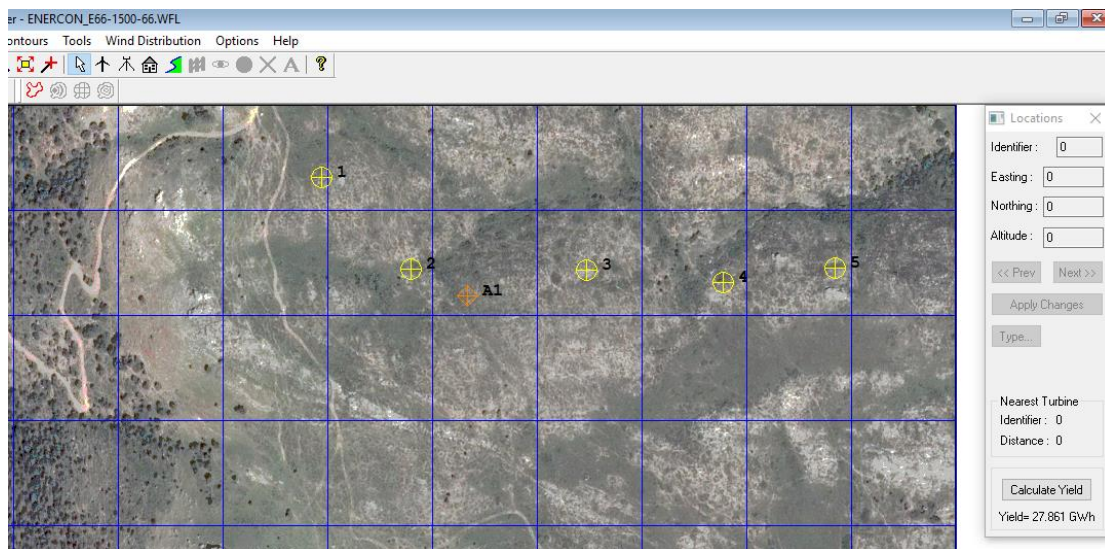 er - ENERCON_E66-1500-66.WFL
ontours Tools Wind Distribution Options Help
A ?
1
2
A1
3
4
5
Locations
Identifier : 0
Easting : 0
Northing : 0
Altitude : 0
<< Prev Next >>
Apply Changes
Type...
Nearest Turbine
Identifier : 0
Distance : 0
Calculate Yield
Yield= 27.861 GWh